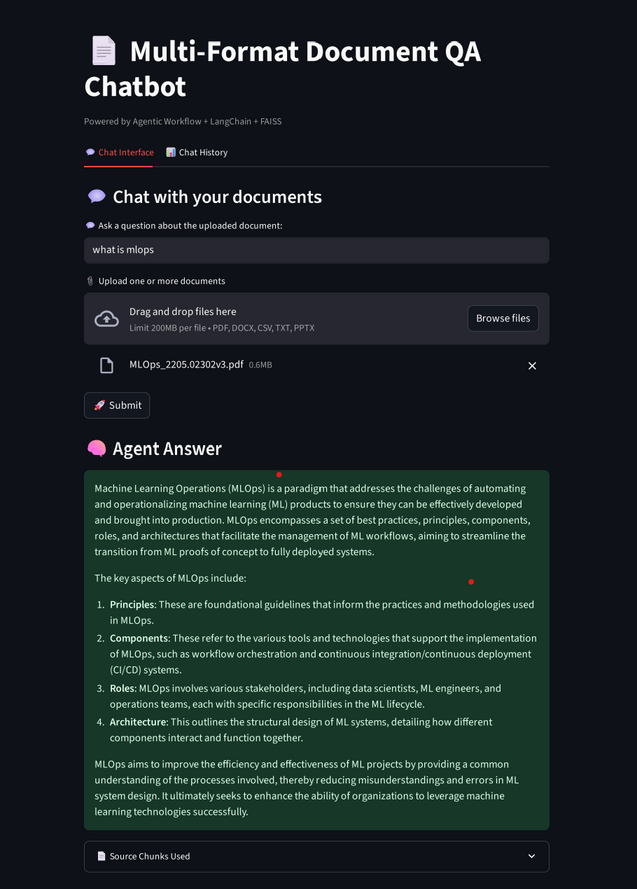 📄 Multi-Format Document QA
Chatbot
Powered by Agentic Workflow + LangChain + FAISS
💬 Chat Interface 📊 Chat History
💬 Chat with your documents
💬 Ask a question about the uploaded document:
what is mlops
📎 Upload one or more documents
Drag and drop files here
Limit 200MB per file • PDF, DOCX, CSV, TXT, PPTX
Browse files
MLOps_2205.02302v3.pdf 0.6MB
🚀 Submit
🧠 Agent Answer
Machine Learning Operations (MLOps) is a paradigm that addresses the challenges of automating
and operationalizing machine learning (ML) products to ensure they can be effectively developed
and brought into production. MLOps encompasses a set of best practices, principles, components,
roles, and architectures that facilitate the management of ML workflows, aiming to streamline the
transition from ML proofs of concept to fully deployed systems.
The key aspects of MLOps include:
1. Principles: These are foundational guidelines that inform the practices and methodologies used
in MLOps.
2. Components: These refer to the various tools and technologies that support the implementation
of MLOps, such as workflow orchestration and continuous integration/continuous deployment
(CI/CD) systems.
3. Roles: MLOps involves various stakeholders, including data scientists, ML engineers, and
operations teams, each with specific responsibilities in the ML lifecycle.
4. Architecture: This outlines the structural design of ML systems, detailing how different
components interact and function together.
MLOps aims to improve the efficiency and effectiveness of ML projects by providing a common
understanding of the processes involved, thereby reducing misunderstandings and errors in ML
system design. It ultimately seeks to enhance the ability of organizations to leverage machine
learning technologies successfully.
📄 Source Chunks Used